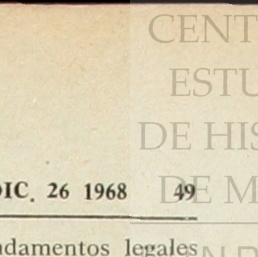 CENT
ESTU
DE HIS
DIC. 26 1968 49
DE M
ndamentos legales